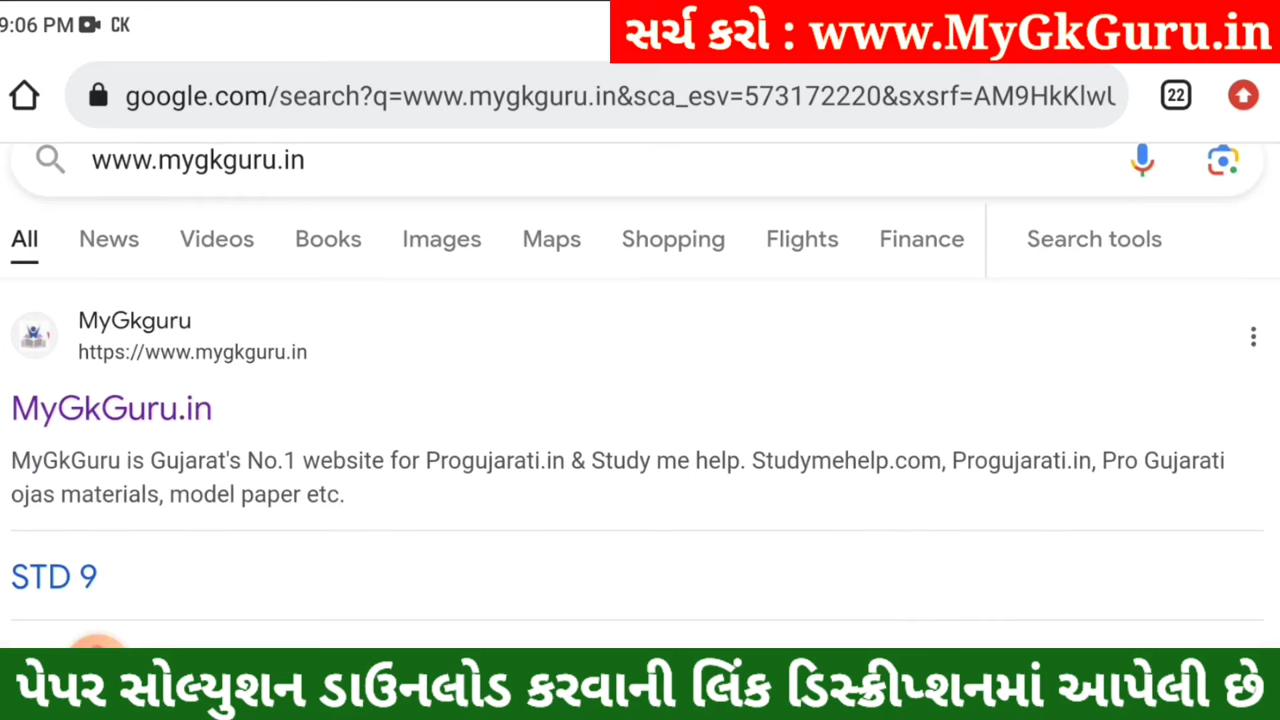 9:06 PM CK
સર્ચ કરો : www.MyGkGuru.in
google.com/search?q=www.mygkguru.in&sca_esv=573172220&sxsrf=AM9HkKlwU
22
www.mygkguru.in
All News Videos Books Images Maps Shopping Flights Finance Search tools
MyGkguru
https://www.mygkguru.in
MyGkGuru.in
MyGkGuru is Gujarat's No.1 website for Progujarati.in & Study me help. Studymehelp.com, Progujarati.in, Pro Gujarati
ojas materials, model paper etc.
STD 9
પેપર સોલ્યુશન ડાઉનલોડ કરવાની લિંક ડિસ્ક્રીપ્શનમાં આપેલી છે